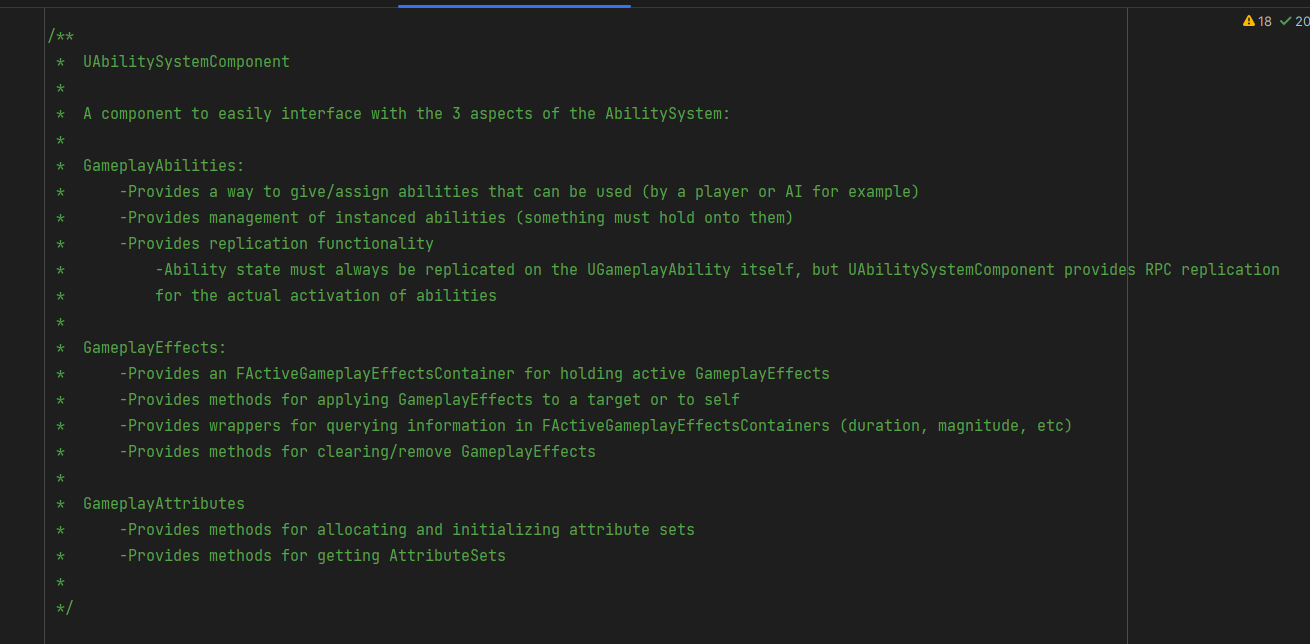 18 20
/**
 *  UAbilitySystemComponent
 *
 *  A component to easily interface with the 3 aspects of the AbilitySystem:
 *
 *  GameplayAbilities:
 *      -Provides a way to give/assign abilities that can be used (by a player or AI for example)
 *      -Provides management of instanced abilities (something must hold onto them)
 *      -Provides replication functionality
 *          -Ability state must always be replicated on the UGameplayAbility itself, but UAbilitySystemComponent provides RPC replication
 *          for the actual activation of abilities
 *
 *  GameplayEffects:
 *      -Provides an FActiveGameplayEffectsContainer for holding active GameplayEffects
 *      -Provides methods for applying GameplayEffects to a target or to self
 *      -Provides wrappers for querying information in FActiveGameplayEffectsContainers (duration, magnitude, etc)
 *      -Provides methods for clearing/remove GameplayEffects
 *
 *  GameplayAttributes
 *      -Provides methods for allocating and initializing attribute sets
 *      -Provides methods for getting AttributeSets
 *
 */